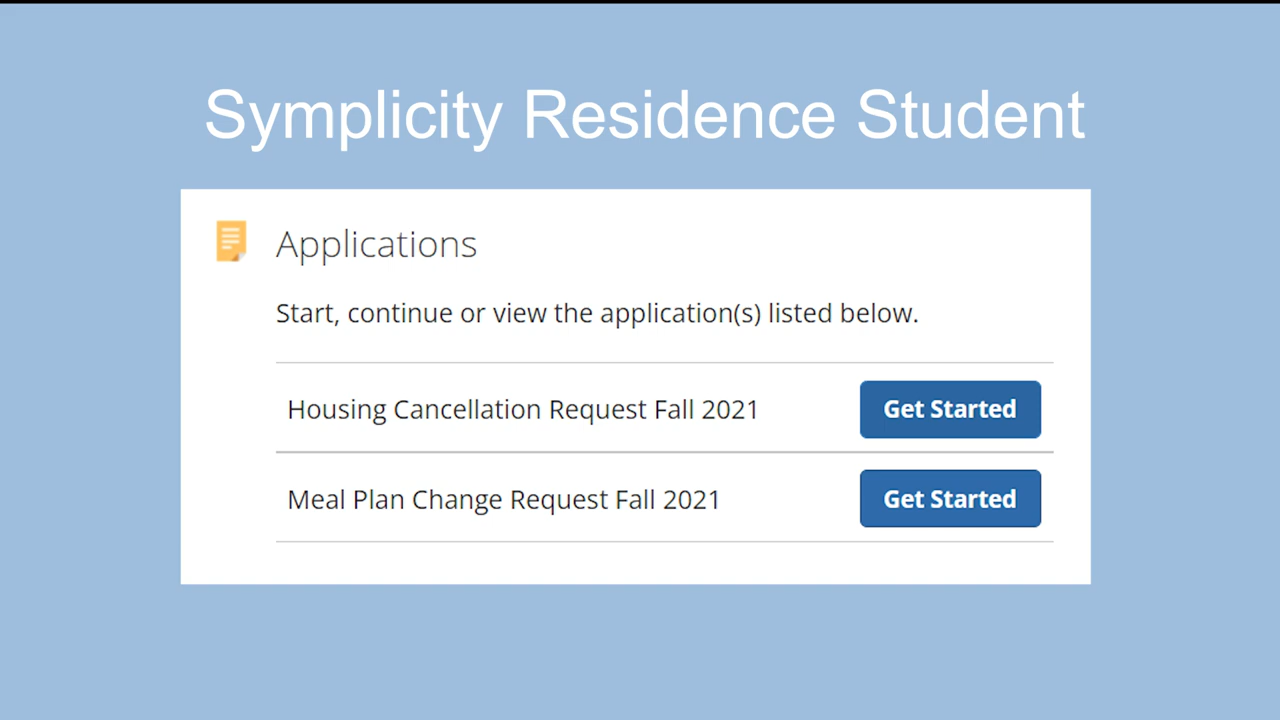 Symplicity Residence Student
Applications
Start, continue or view the application(s) listed below.
Housing Cancellation Request Fall 2021
Get Started
Meal Plan Change Request Fall 2021
Get Started